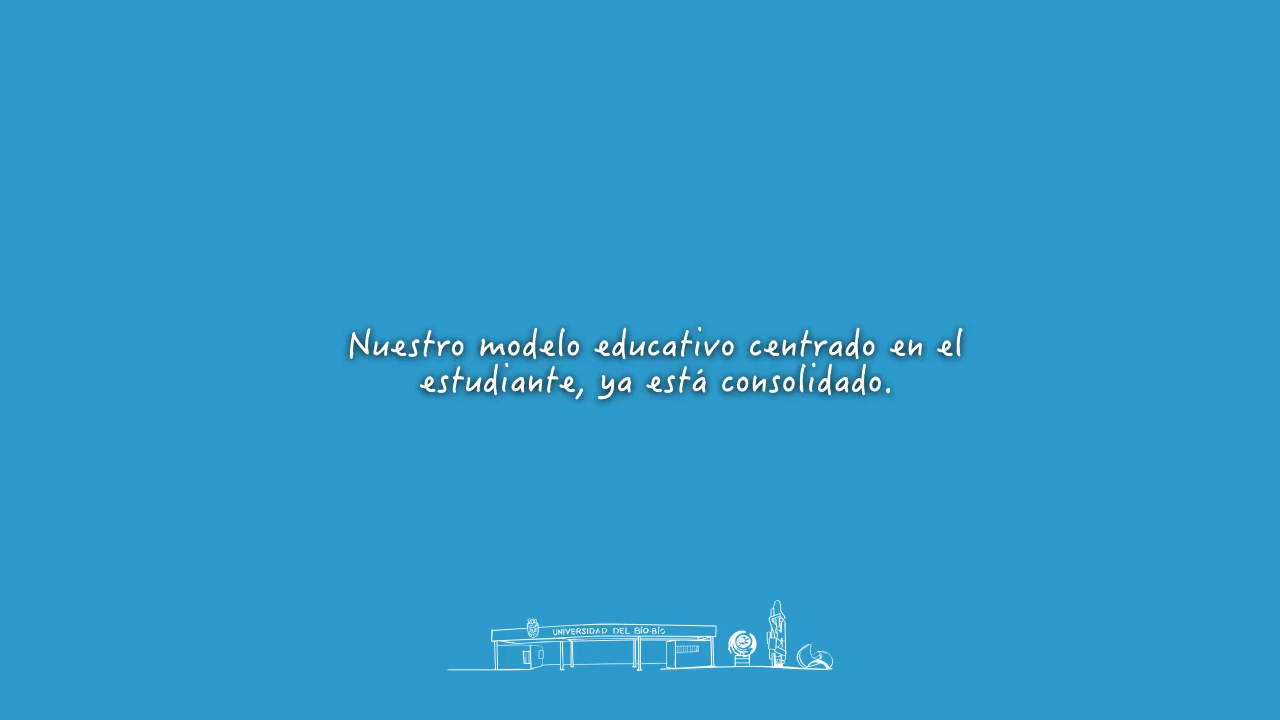 Nuestro modelo educativo centrado en el
estudiante, ya está consolidado.
UNIVERSIDAD DEL BÍO-BÍO